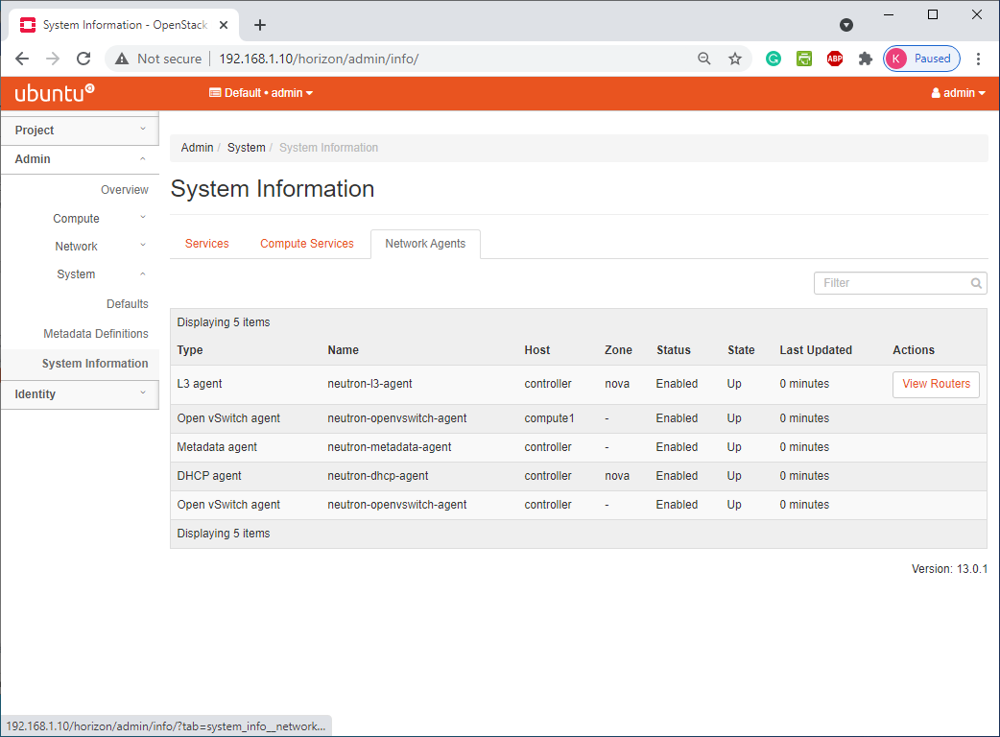 System Information - OpenStack
Not secure 192.168.1.10/horizon/admin/info/
ABP K Paused
ubuntu Default • admin admin
Project
Admin
Overview
Compute
Network
System
Defaults
Metadata Definitions
System Information
Identity
Admin / System / System Information
System Information
Services Compute Services Network Agents
Filter
Displaying 5 items
Type Name Host Zone Status State Last Updated Actions
L3 agent neutron-l3-agent controller nova Enabled Up 0 minutes View Routers
Open vSwitch agent neutron-openvswitch-agent compute1 - Enabled Up 0 minutes
Metadata agent neutron-metadata-agent controller - Enabled Up 0 minutes
DHCP agent neutron-dhcp-agent controller nova Enabled Up 0 minutes
Open vSwitch agent neutron-openvswitch-agent controller - Enabled Up 0 minutes
Displaying 5 items
Version: 13.0.1
192.168.1.10/horizon/admin/info/?tab=system_info__network...